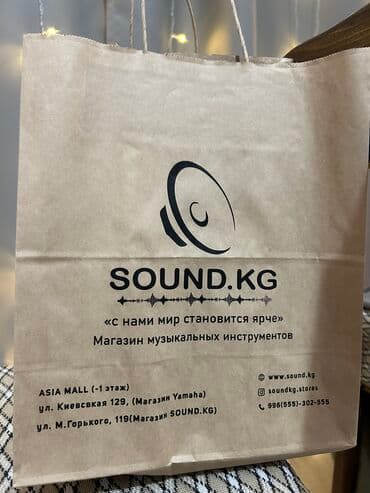 SOUND.KG
«с нами мир становится ярче»
Магазин музыкальных инструментов
ASIA MALL (-1 этаж)
ул. Киевсвкая 129, (Магазин Yamaha)
ул. М.Горького, 119(Магазин SOUND.KG)
www.sound.kg
soundkg.stores
996(555)-302-555